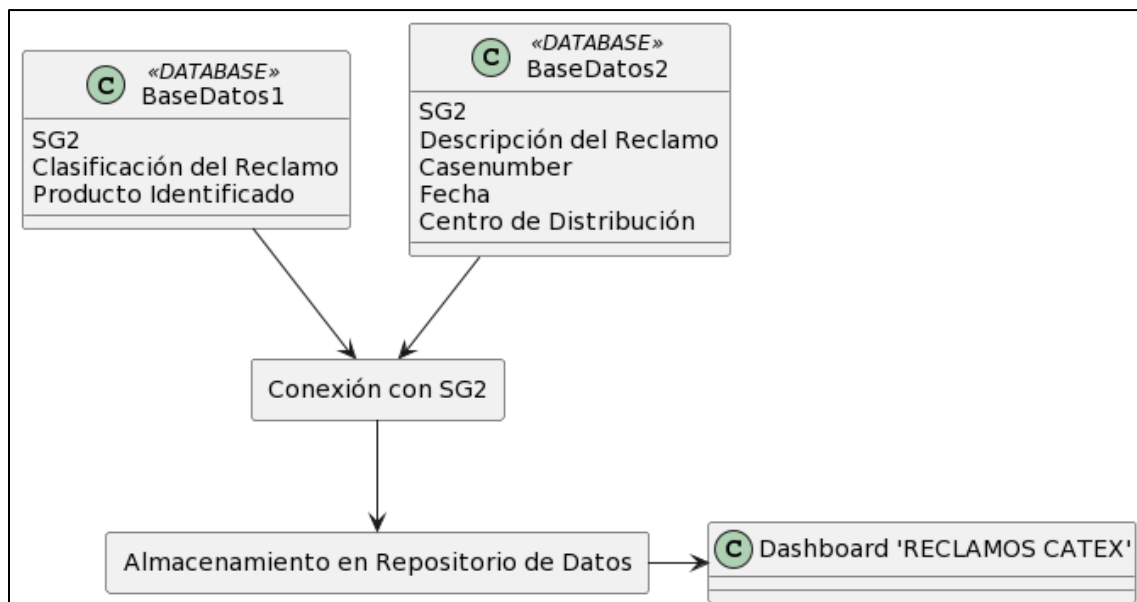 C
«DATABASE»
BaseDatos1
SG2
Clasificación del Reclamo
Producto Identificado
C
«DATABASE»
BaseDatos2
SG2
Descripción del Reclamo
Casenumber
Fecha
Centro de Distribución
Conexión con SG2
Almacenamiento en Repositorio de Datos
C Dashboard 'RECLAMOS CATEX'